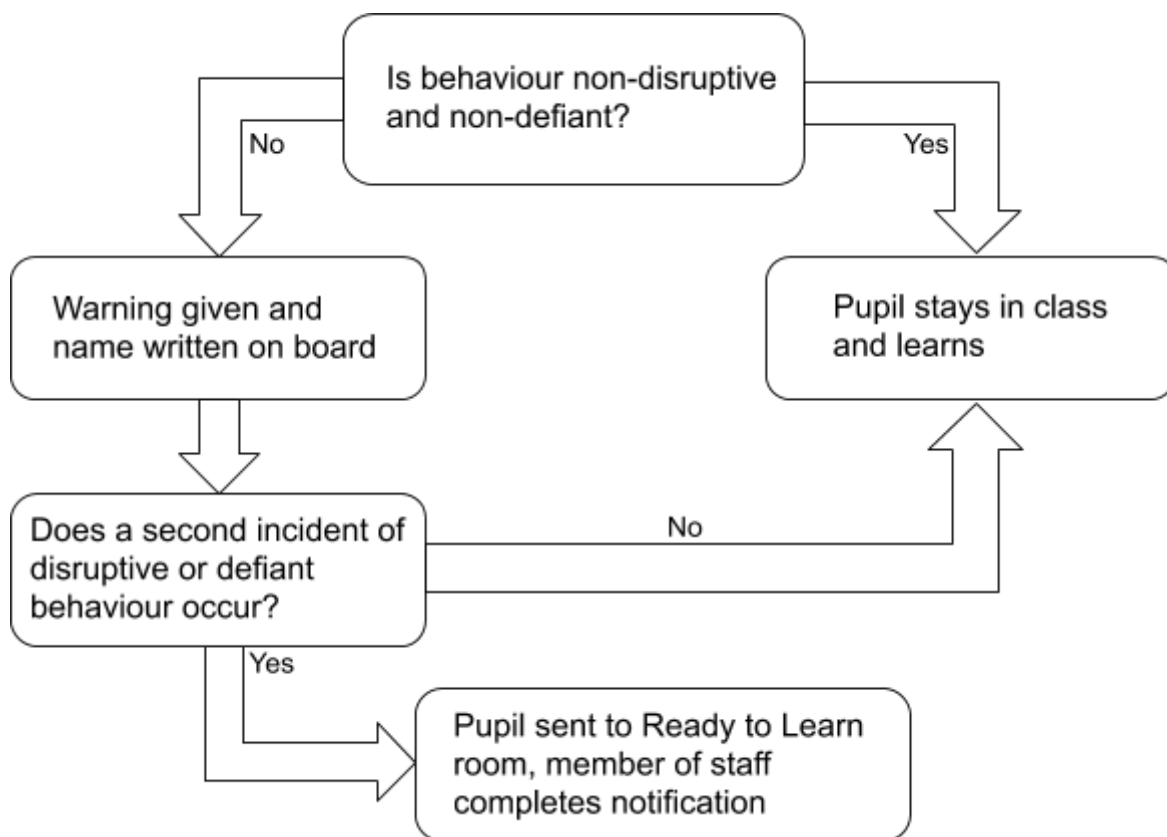 Is behaviour non-disruptive
and non-defiant?
No
Yes
Warning given and
name written on board
Pupil stays in class
and learns
Does a second incident of
disruptive or defiant
behaviour occur?
No
Yes
Pupil sent to Ready to Learn
room, member of staff
completes notification